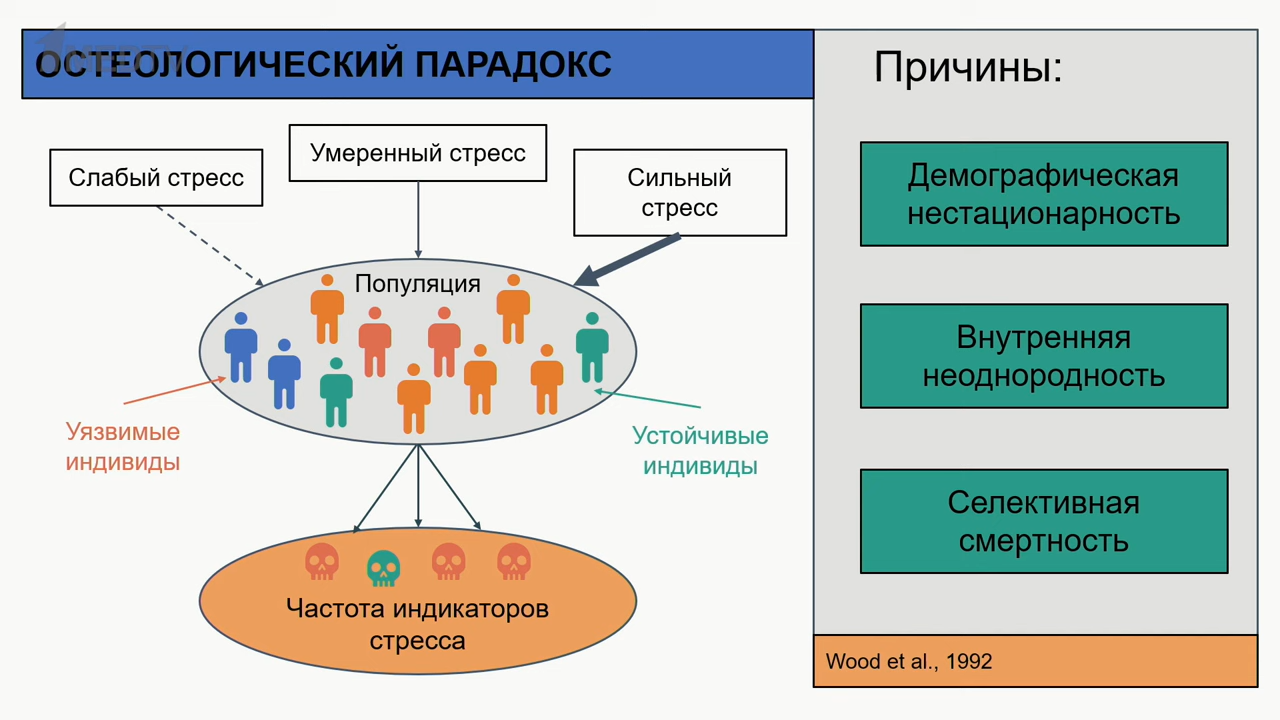 ОСТЕОЛОГИЧЕСКИЙ ПАРАДОКС
Слабый стресс
Умеренный стресс
Сильный
стресс
Популяция
Уязвимые
индивиды
Устойчивые
индивиды
Частота индикаторов
стресса
Причины:
Демографическая
нестационарность
Внутренняя
неоднородность
Селективная
смертность
Wood et al., 1992